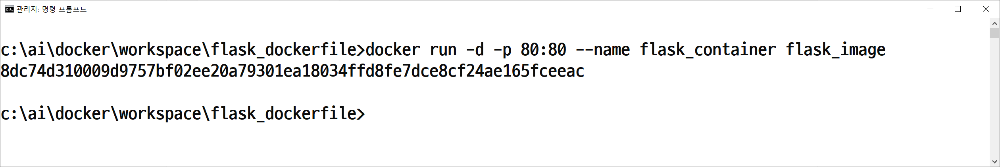 관리자: 명령 프롬프트
c:\ai\docker\workspace\flask_dockerfile>docker run -d -p 80:80 --name flask_container flask_image
8dc74d310009d9757bf02ee20a79301ea18034ffd8fe7dce8cf24ae165fceeac
c:\ai\docker\workspace\flask_dockerfile>